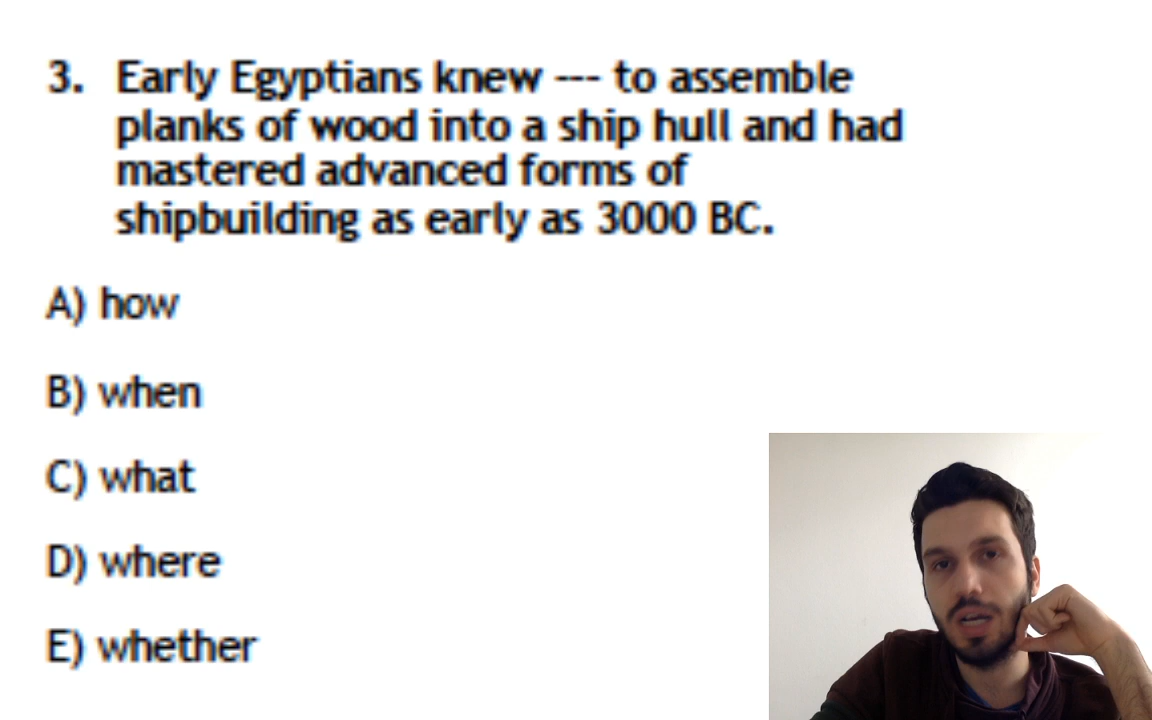 3. Early Egyptians knew --- to assemble
planks of wood into a ship hull and had
mastered advanced forms of
shipbuilding as early as 3000 BC.
A) how
B) when
C) what
D) where
E) whether